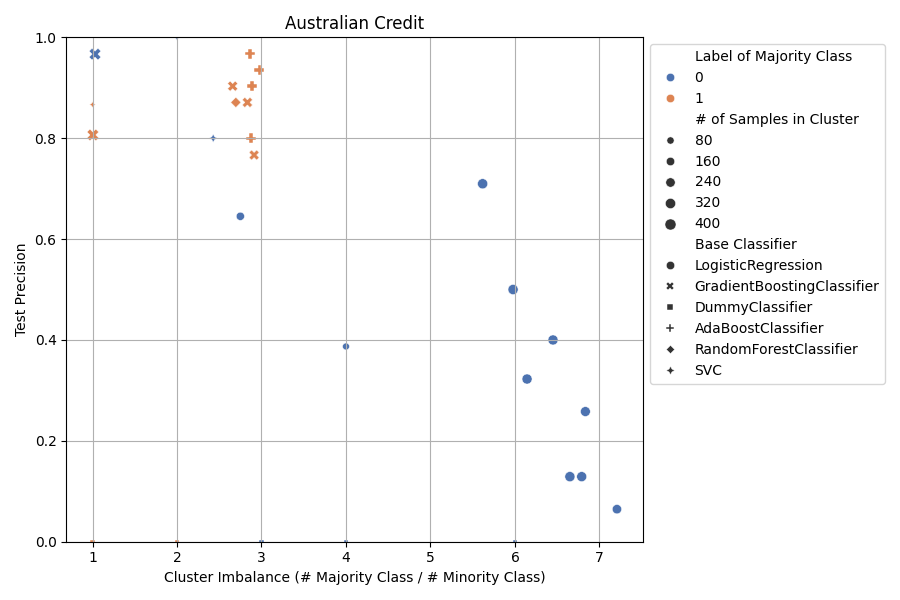 Australian Credit
Test Precision
1.0
0.8
0.6
0.4
0.2
0.0
1 2 3 4 5 6 7
Cluster Imbalance (# Majority Class / # Minority Class)
Label of Majority Class
0
1
# of Samples in Cluster
80
160
240
320
400
Base Classifier
LogisticRegression
GradientBoostingClassifier
DummyClassifier
AdaBoostClassifier
RandomForestClassifier
SVC